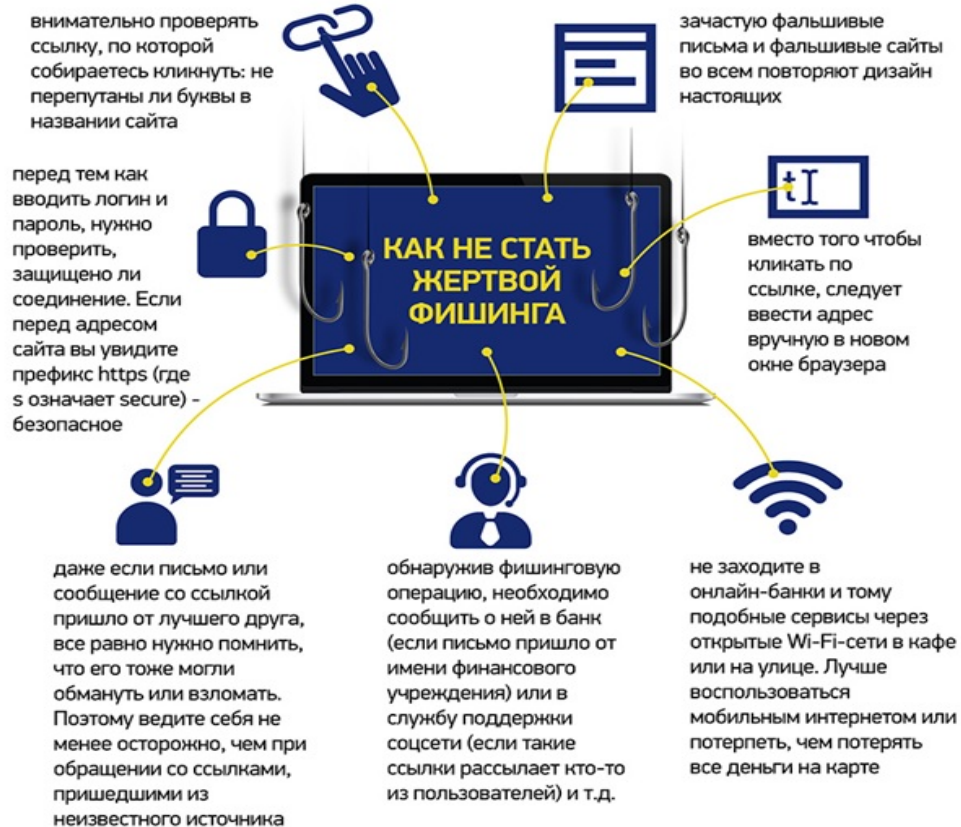 внимательно проверять
ссылку, по которой
собираетесь кликнуть: не
перепутаны ли буквы в
названии сайта
зачастую фальшивые
письма и фальшивые сайты
во всем повторяют дизайн
настоящих
перед тем как
вводить логин и
пароль, нужно
проверить,
защищено ли
соединение. Если
перед адресом
сайта вы увидите
префикс https (где
s означает secure) -
безопасное
КАК НЕ СТАТЬ
ЖЕРТВОЙ
ФИШИНГА
t
вместо того чтобы
кликать по
ссылке, следует
ввести адрес
вручную в новом
окне браузера
даже если письмо или
сообщение со ссылкой
пришло от лучшего друга,
все равно нужно помнить,
что его тоже могли
обмануть или взломать.
Поэтому ведите себя не
менее осторожно, чем при
обращении со ссылками,
пришедшими из
неизвестного источника
обнаружив фишинговую
операцию, необходимо
сообщить о ней в банк
(если письмо пришло от
имени финансового
учреждения) или в
службу поддержки
соцсети (если такие
ссылки рассылает кто-то
из пользователей) и т.д.
не заходите в
онлайн-банки и тому
подобные сервисы через
открытые Wi-Fi-сети в кафе
или на улице. Лучше
воспользоваться
мобильным интернетом или
потерпеть, чем потерять
все деньги на карте